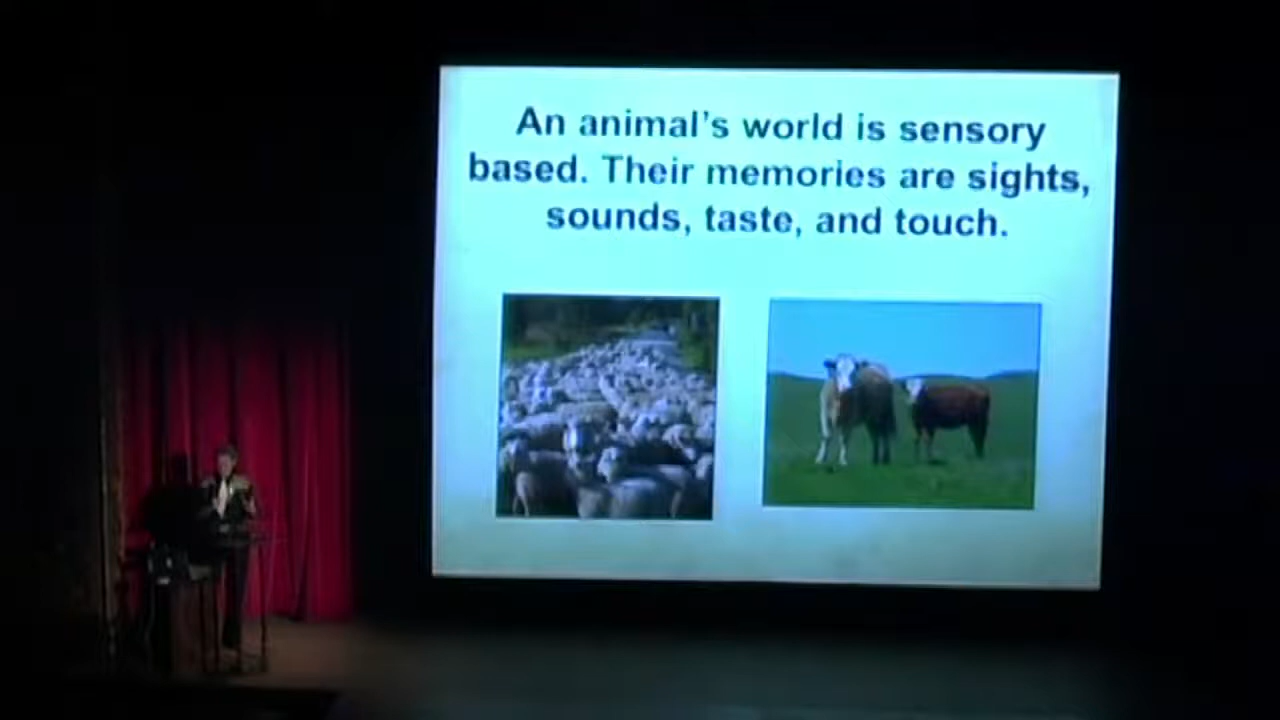 An animal's world is sensory
based. Their memories are sights,
sounds, taste, and touch.